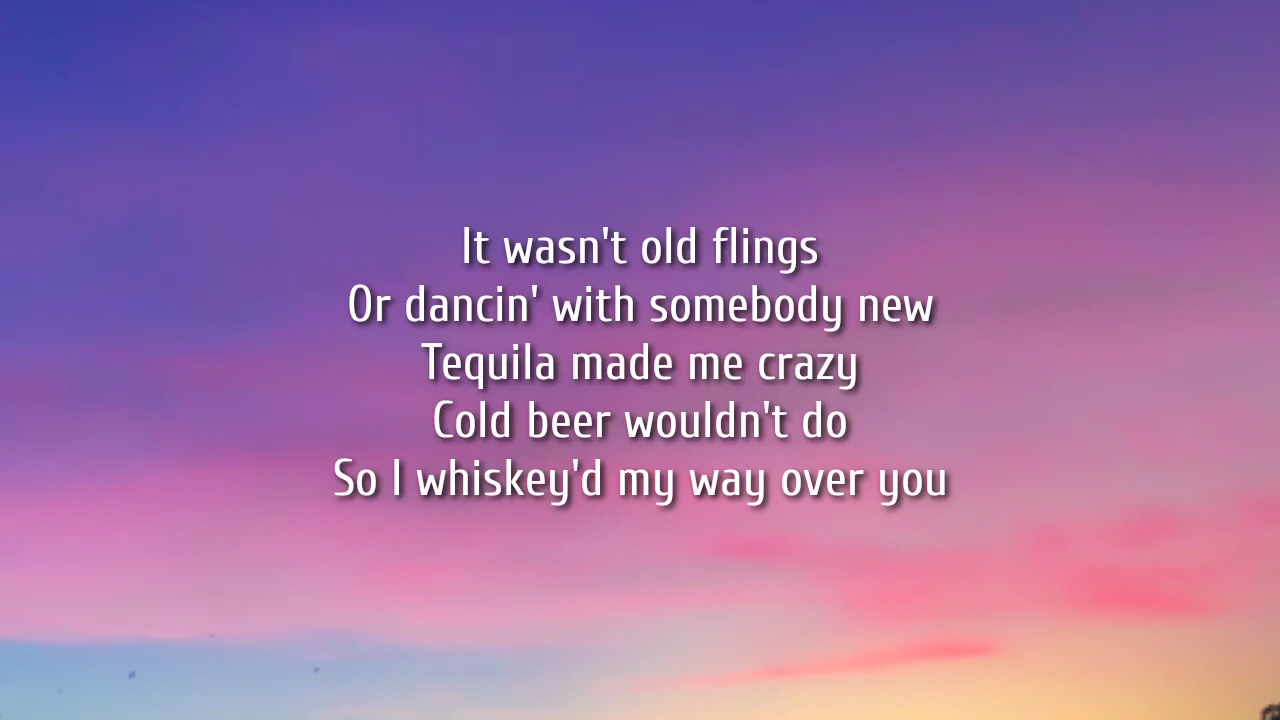 It wasn't old flings
Or dancin' with somebody new
Tequila made me crazy
Cold beer wouldn't do
So I whiskey'd my way over you